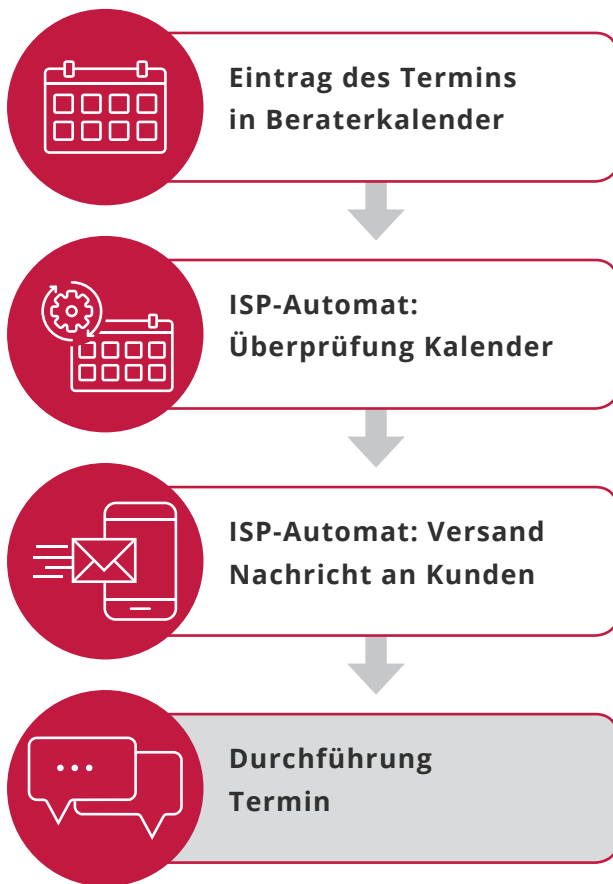 Eintrag des Termins
in Beraterkalender
ISP-Automat:
Überprüfung Kalender
ISP-Automat: Versand
Nachricht an Kunden
Durchführung
Termin